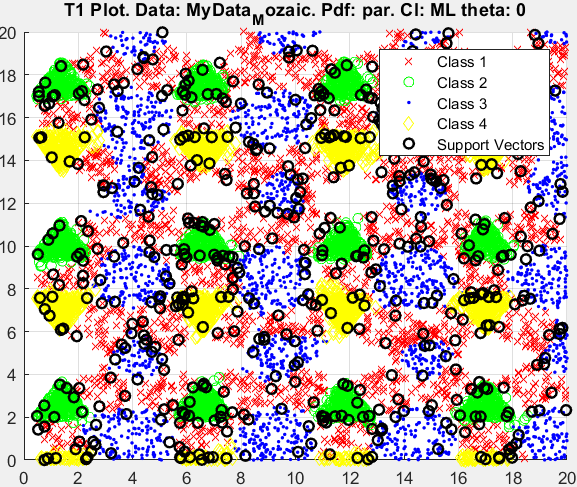 T1 Plot. Data: MyData_Mozaic. Pdf: par. Cl: ML theta: 0
20
18
16
14
12
10
8
6
4
2
0
Class 1
Class 2
Class 3
Class 4
Support Vectors
0 2 4 6 8 10 12 14 16 18 20